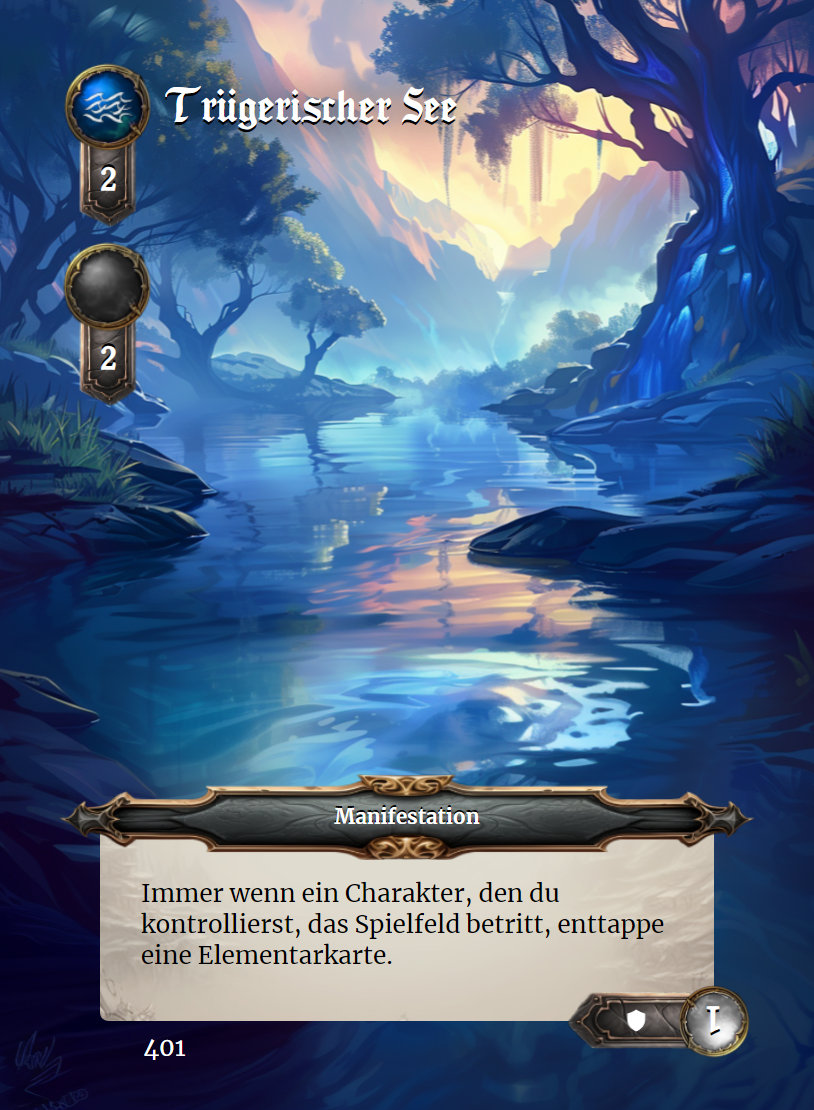 Trügerischer See
2
2
Manifestation
Immer wenn ein Charakter, den du
kontrollierst, das Spielfeld betritt, enttappe
eine Elementarkarte.
1
401